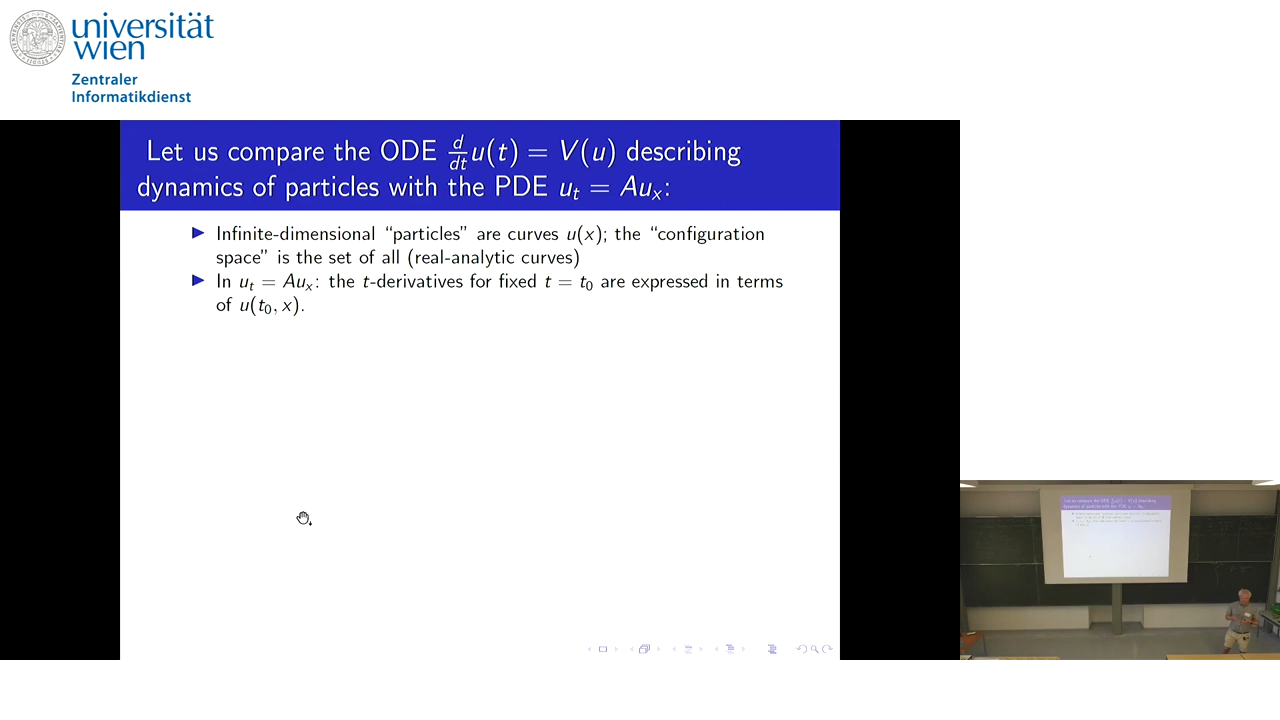 universität
wien
Zentraler
Informatikdienst
Let us compare the ODE d/dt u(t) = V(u) describing
dynamics of particles with the PDE u_t = Au_x:
Infinite-dimensional “particles” are curves u(x); the “configuration
space” is the set of all (real-analytic curves)
In u_t = Au_x: the t-derivatives for fixed t = t_0 are expressed in terms
of u(t_0, x).